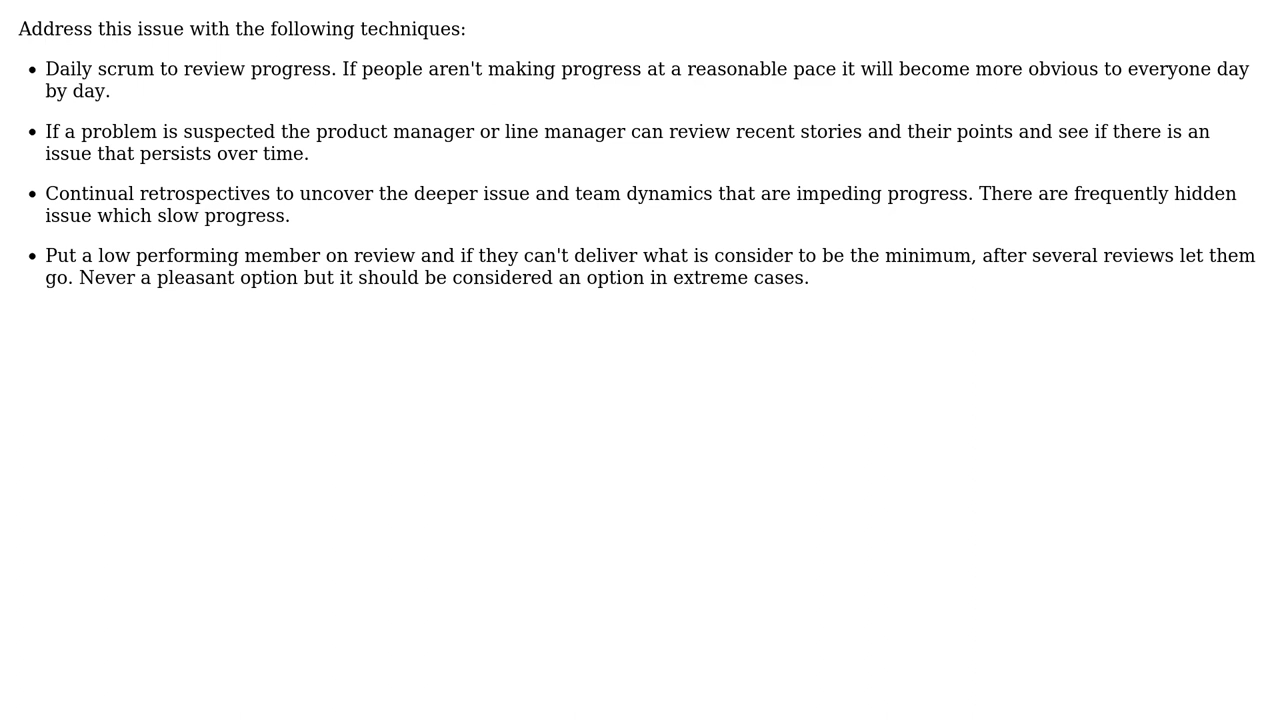 Address this issue with the following techniques:
• Daily scrum to review progress. If people aren't making progress at a reasonable pace it will become more obvious to everyone day
by day.
• If a problem is suspected the product manager or line manager can review recent stories and their points and see if there is an
issue that persists over time.
• Continual retrospectives to uncover the deeper issue and team dynamics that are impeding progress. There are frequently hidden
issue which slow progress.
• Put a low performing member on review and if they can't deliver what is consider to be the minimum, after several reviews let them
go. Never a pleasant option but it should be considered an option in extreme cases.